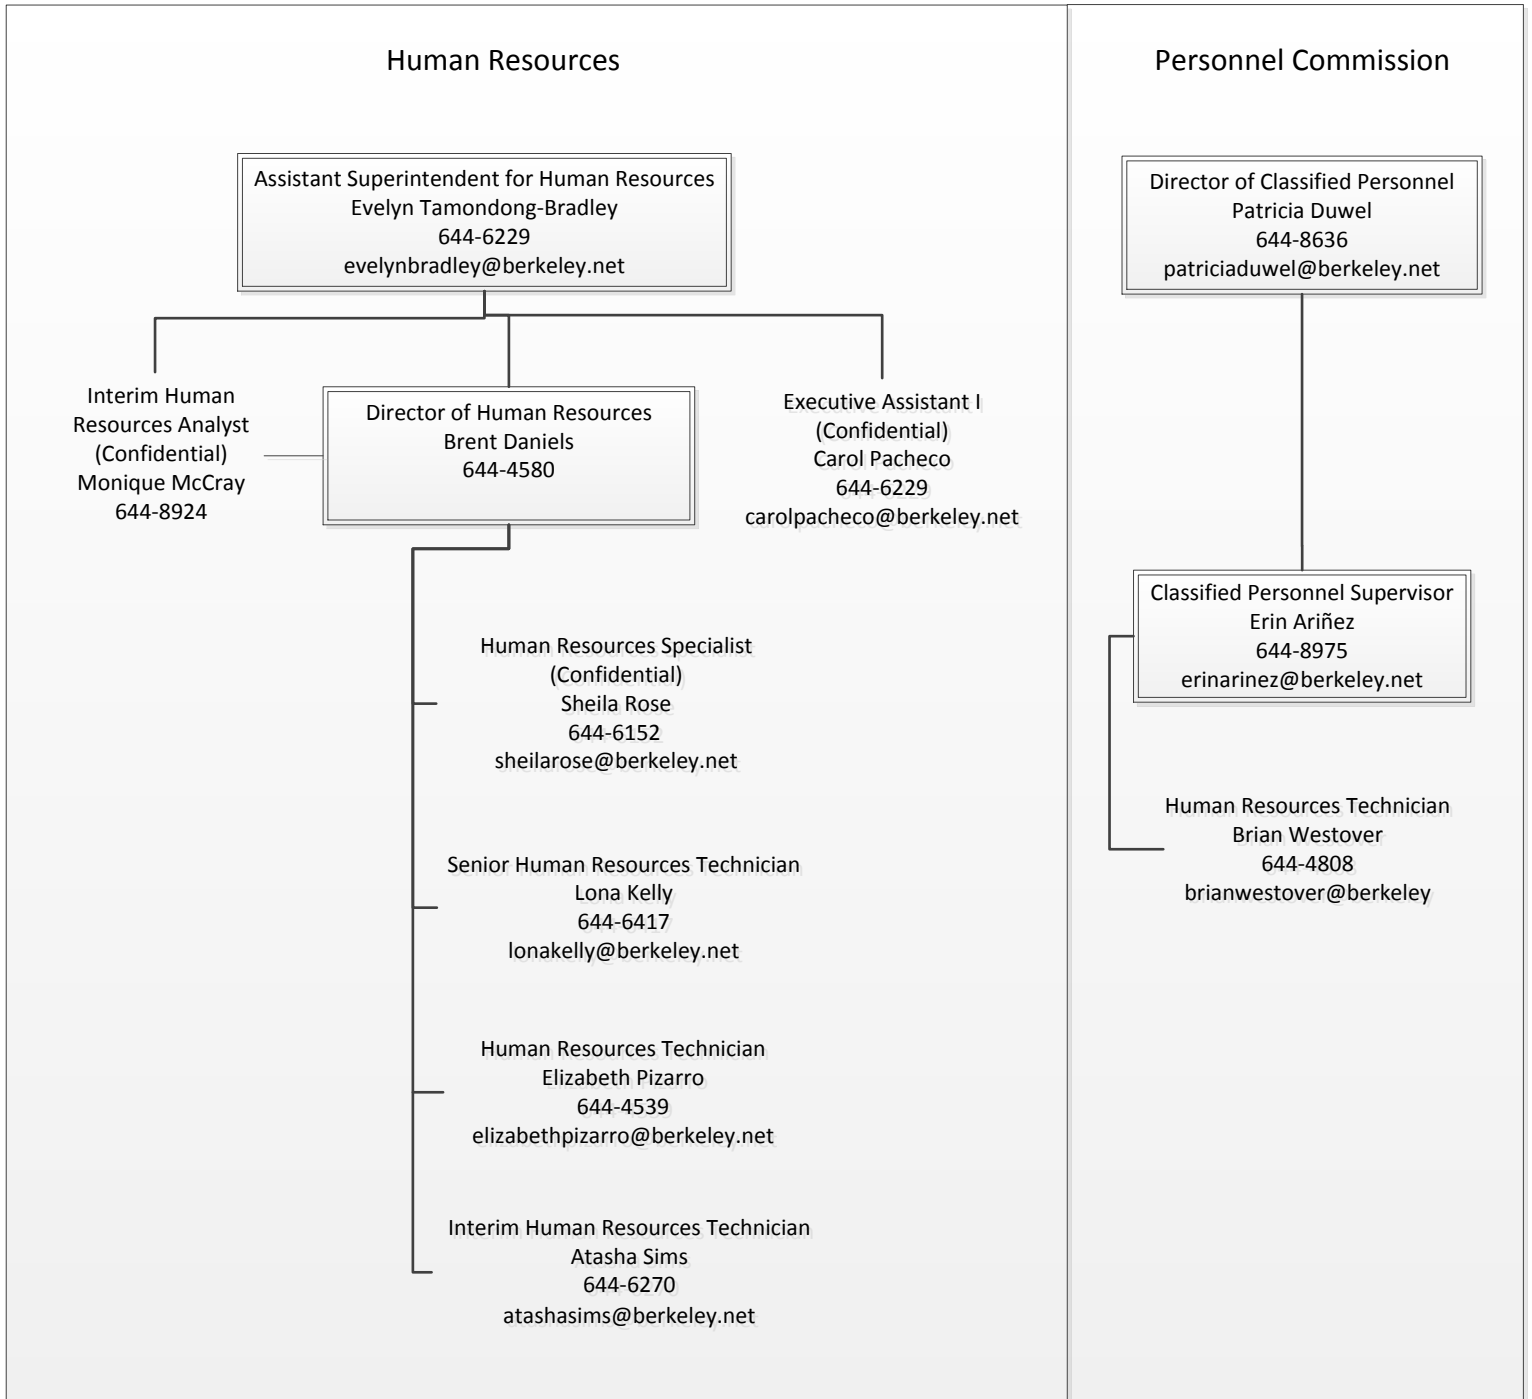 Human Resources
Assistant Superintendent for Human Resources
Evelyn Tamondong-Bradley
644-6229
evelynbradley@berkeley.net
Interim Human
Resources Analyst
(Confidential)
Monique McCray
644-8924
Director of Human Resources
Brent Daniels
644-4580
Executive Assistant I
(Confidential)
Carol Pacheco
644-6229
carolpacheco@berkeley.net
Human Resources Specialist
(Confidential)
Sheila Rose
644-6152
sheilarose@berkeley.net
Senior Human Resources Technician
Lona Kelly
644-6417
lonakelly@berkeley.net
Human Resources Technician
Elizabeth Pizarro
644-4539
elizabethpizarro@berkeley.net
Interim Human Resources Technician
Atasha Sims
644-6270
atashasims@berkeley.net
Personnel Commission
Director of Classified Personnel
Patricia Duwel
644-8636
patriciaduwel@berkeley.net
Classified Personnel Supervisor
Erin Ariñez
644-8975
erinarinez@berkeley.net
Human Resources Technician
Brian Westover
644-4808
brianwestover@berkeley